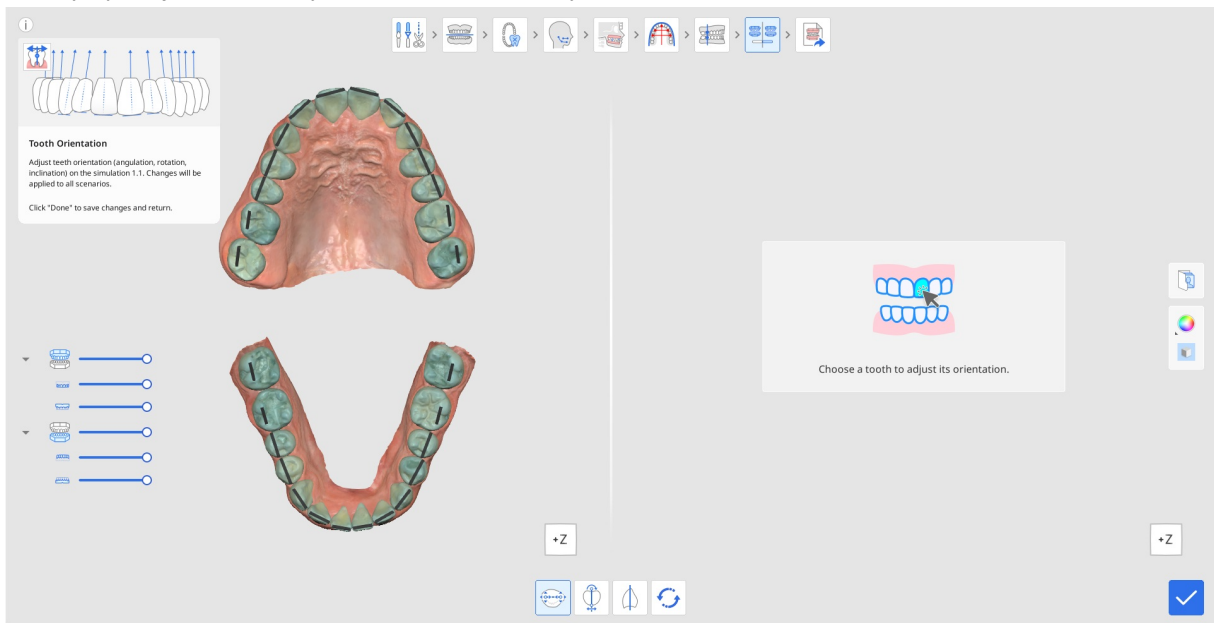 i
Tooth Orientation
Adjust teeth orientation (angulation, rotation,
inclination) on the simulation 1.1. Changes will be
applied to all scenarios.
Click "Done" to save changes and return.
Choose a tooth to adjust its orientation.
+Z
+Z